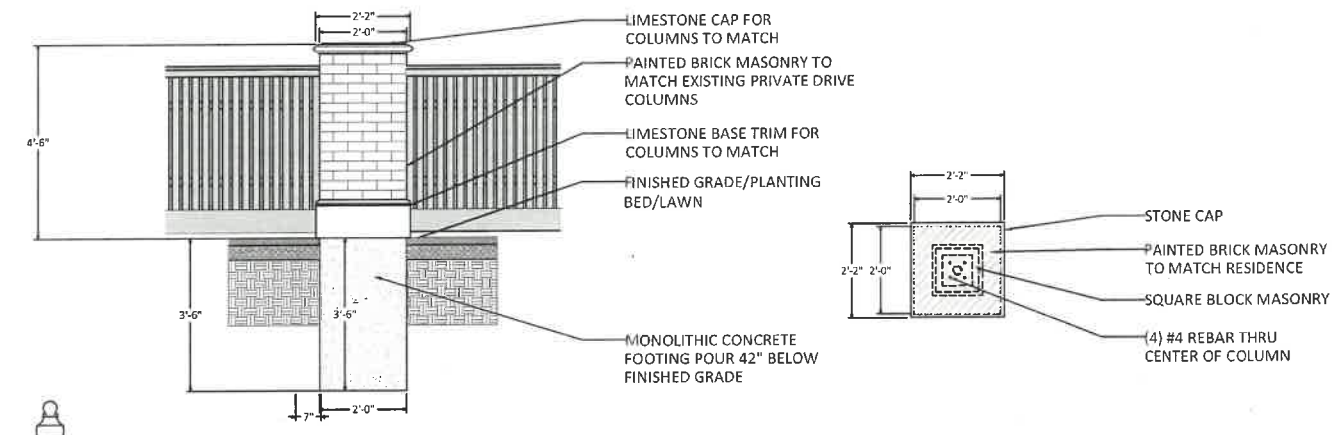 2'-2"
2'-0"
LIMESTONE CAP FOR
COLUMNS TO MATCH
PAINTED BRICK MASONRY TO
MATCH EXISTING PRIVATE DRIVE
COLUMNS
4'-6"
LIMESTONE BASE TRIM FOR
COLUMNS TO MATCH
FINISHED GRADE/PLANTING
BED/LAWN
3'-6"
3'-6"
MONOLITHIC CONCRETE
FOOTING POUR 42" BELOW
FINISHED GRADE
7"
2'-0"
2'-2"
2'-0"
2'-2"
2'-0"
STONE CAP
PAINTED BRICK MASONRY
TO MATCH RESIDENCE
SQUARE BLOCK MASONRY
(4) #4 REBAR THRU
CENTER OF COLUMN